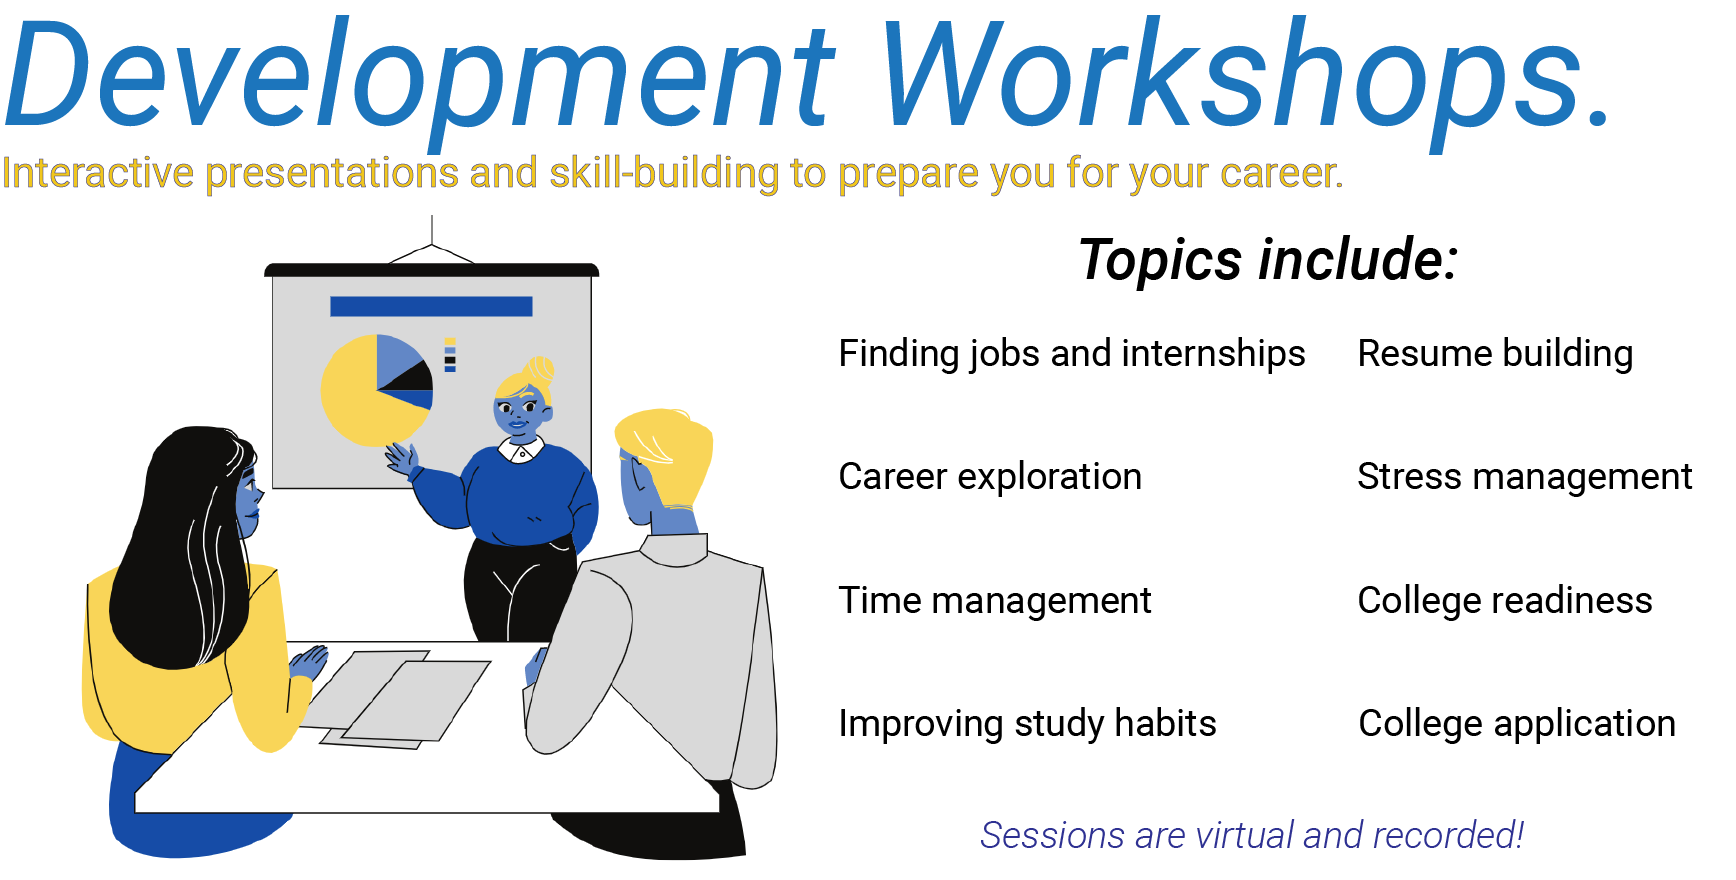 Development Workshops.
Interactive presentations and skill-building to prepare you for your career.
Topics include:
Finding jobs and internships
Resume building
Career exploration
Stress management
Time management
College readiness
Improving study habits
College application
Sessions are virtual and recorded!